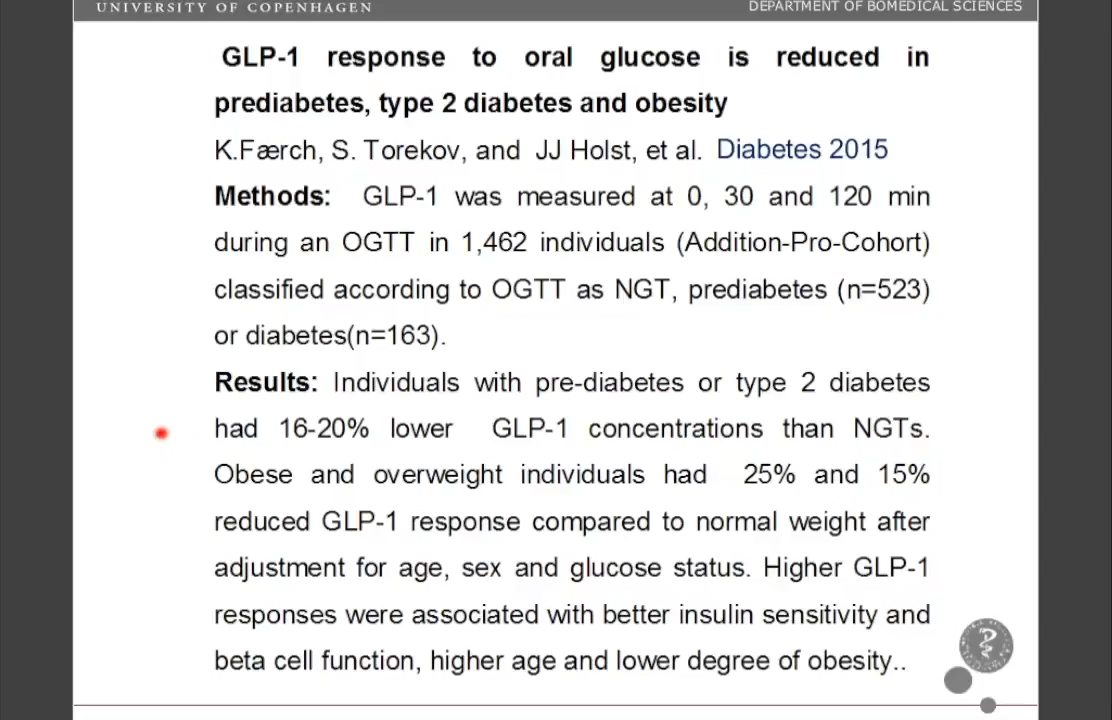 UNIVERSITY OF COPENHAGEN
DEPARTMENT OF BOMEDICAL SCIENCES
GLP-1 response to oral glucose is reduced in
prediabetes, type 2 diabetes and obesity
K.Færch, S. Torekov, and JJ Holst, et al. Diabetes 2015
Methods: GLP-1 was measured at 0, 30 and 120 min
during an OGTT in 1,462 individuals (Addition-Pro-Cohort)
classified according to OGTT as NGT, prediabetes (n=523)
or diabetes(n=163).
Results: Individuals with pre-diabetes or type 2 diabetes
had 16-20% lower GLP-1 concentrations than NGTs.
Obese and overweight individuals had 25% and 15%
reduced GLP-1 response compared to normal weight after
adjustment for age, sex and glucose status. Higher GLP-1
responses were associated with better insulin sensitivity and
beta cell function, higher age and lower degree of obesity..